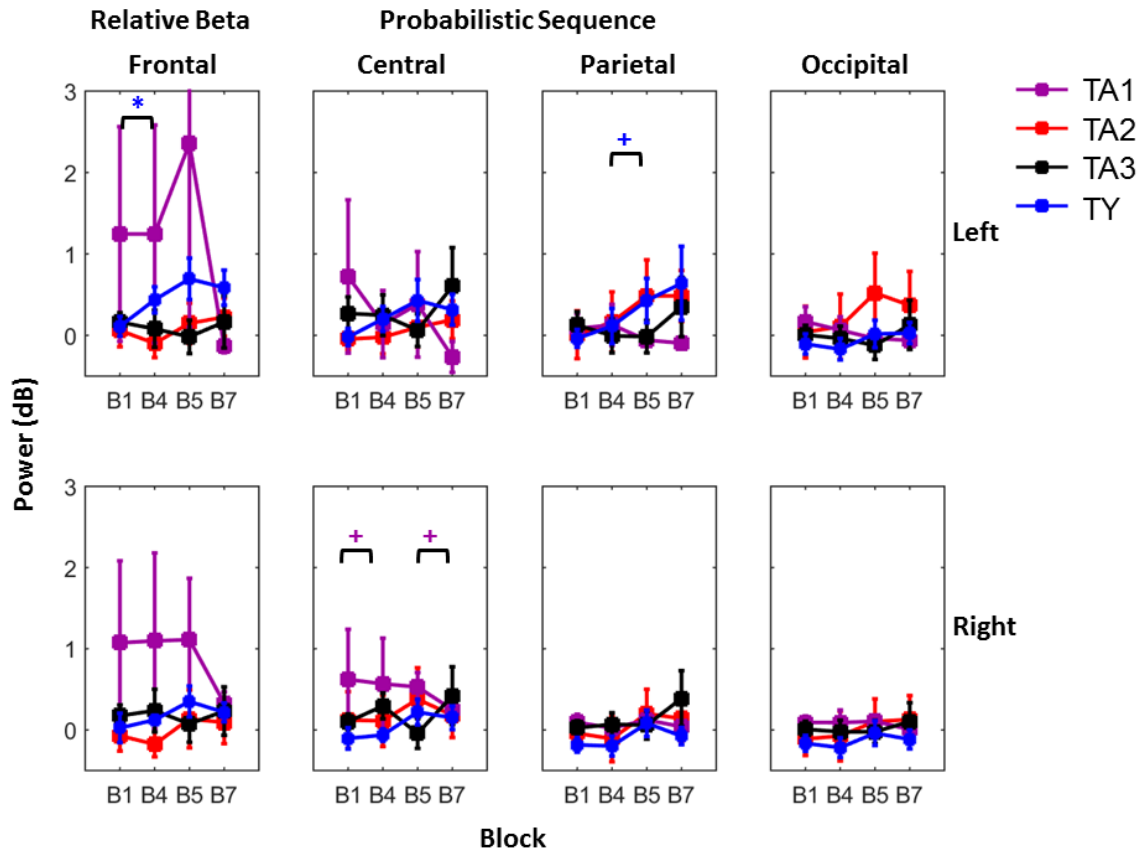 Relative Beta Probabilistic Sequence
Frontal Central Parietal Occipital
TA1
TA2
TA3
TY
3
2
1
0
* +
Left
B1 B4 B5 B7 B1 B4 B5 B7 B1 B4 B5 B7 B1 B4 B5 B7
Power (dB)
3
2
1
0
+ +
Right
B1 B4 B5 B7 B1 B4 B5 B7 B1 B4 B5 B7 B1 B4 B5 B7
Block